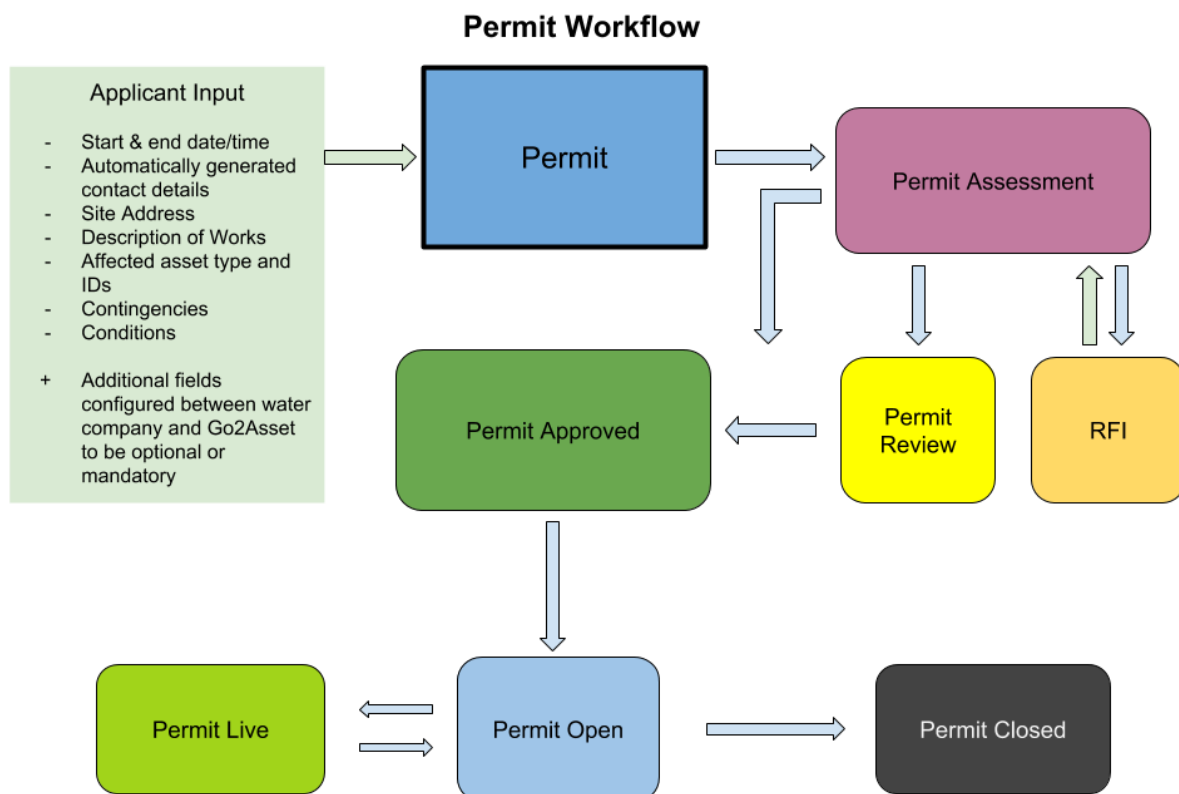 Permit Workflow
Applicant Input
- Start & end date/time
- Automatically generated
contact details
- Site Address
- Description of Works
- Affected asset type and
IDs
- Contingencies
- Conditions
+ Additional fields
configured between water
company and Go2Asset
to be optional or
mandatory
Permit
Permit Assessment
Permit Approved
Permit
Review
RFI
Permit Live
Permit Open
Permit Closed